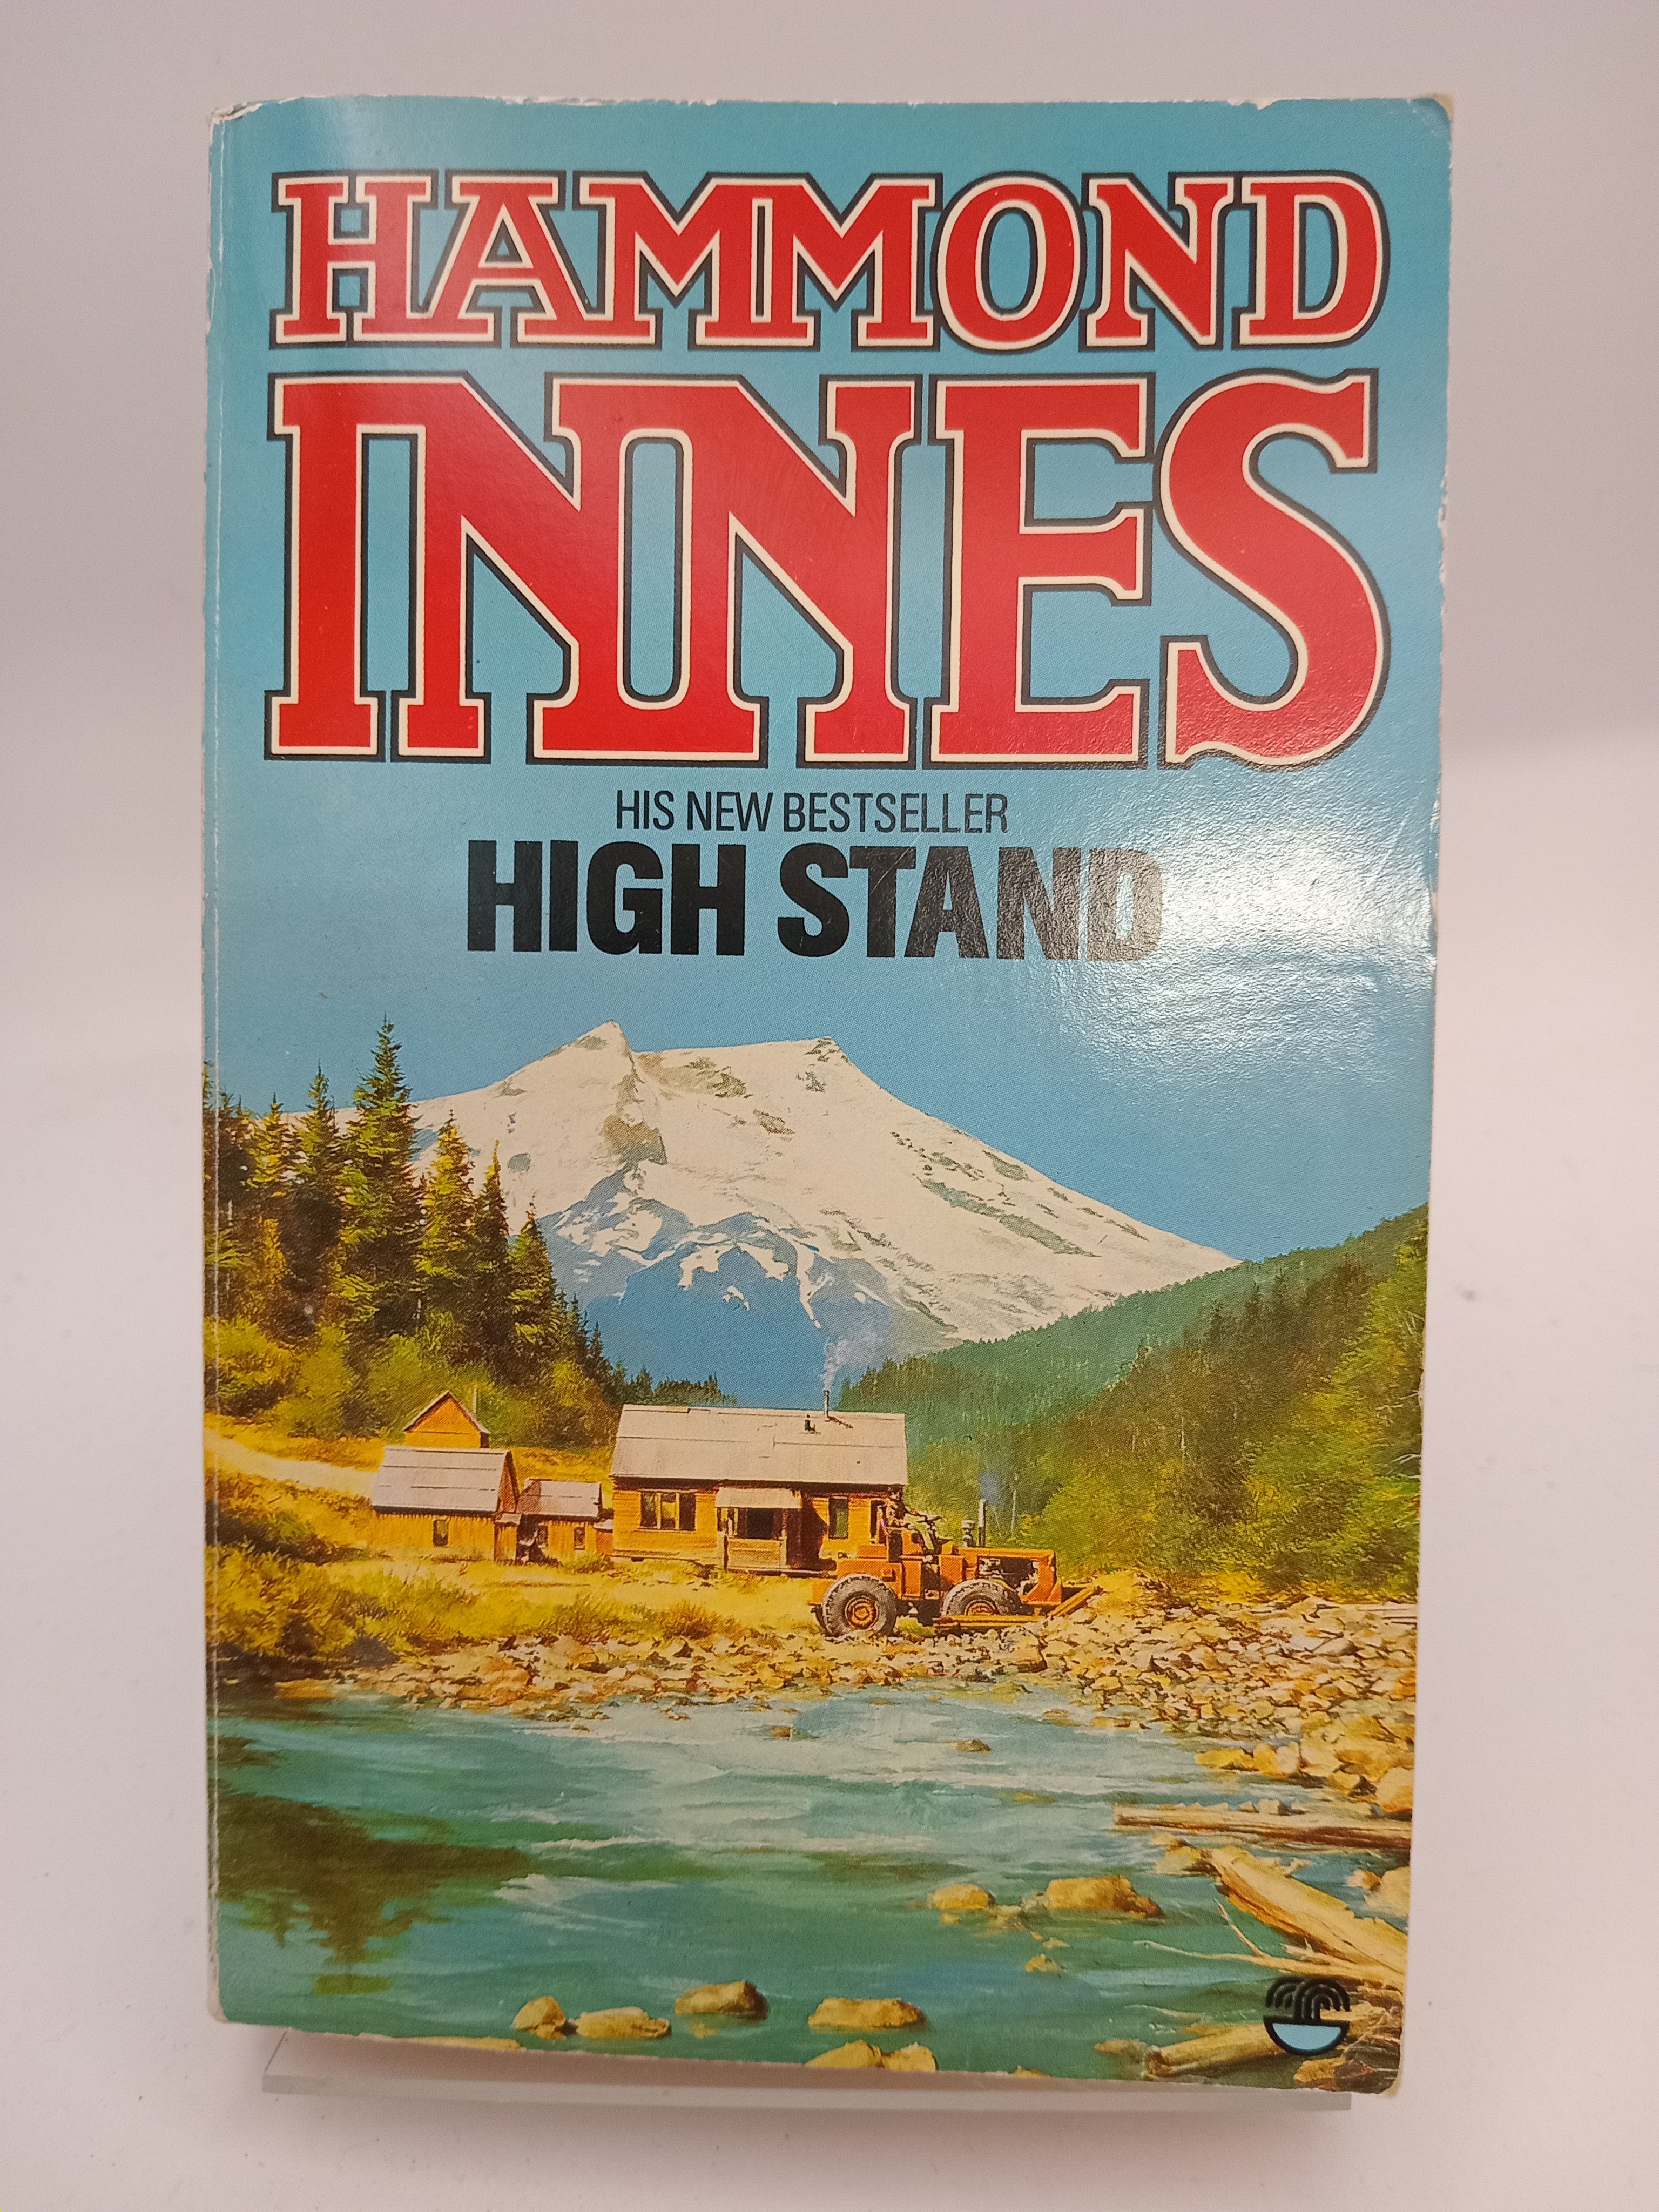 HAMMOND
INNES
HIS NEW BESTSELLER
HIGH STAND